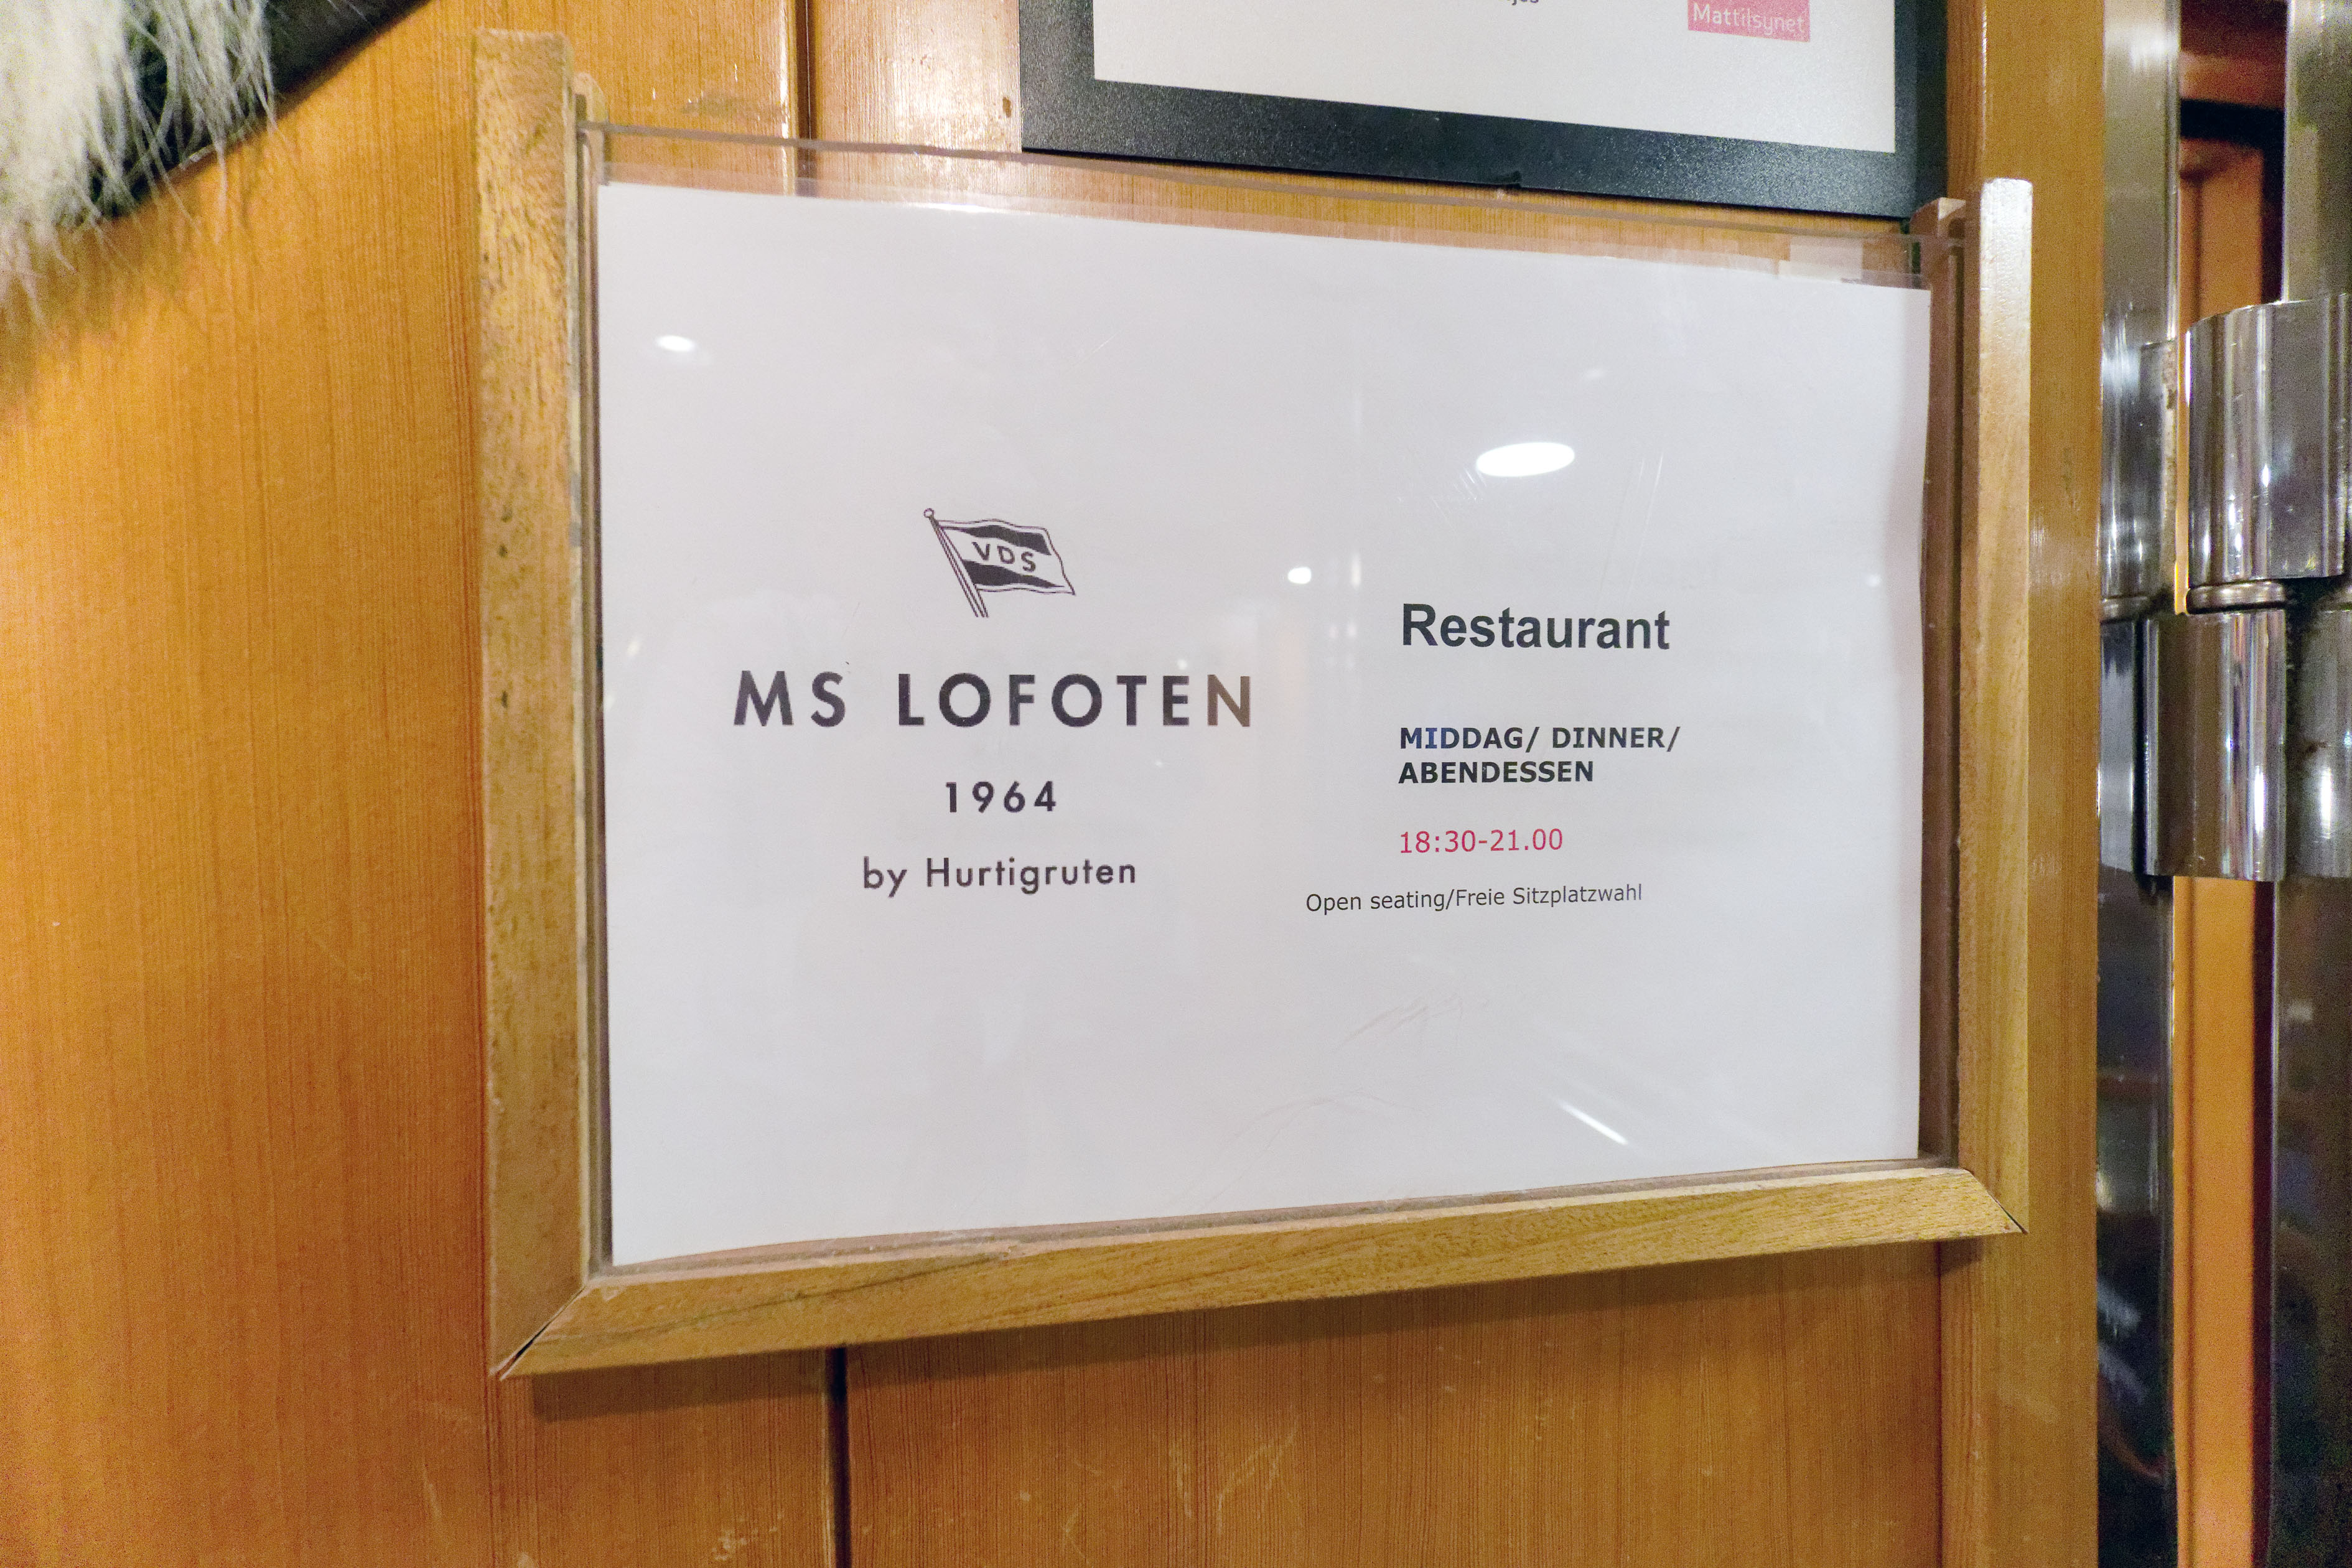 Mattilsynet
VDS
MS LOFOTEN
1964
by Hurtigruten
Restaurant
MIDDAG/ DINNER/
ABENDESSEN
18:30-21.00
Open seating/Freie Sitzplatzwahl